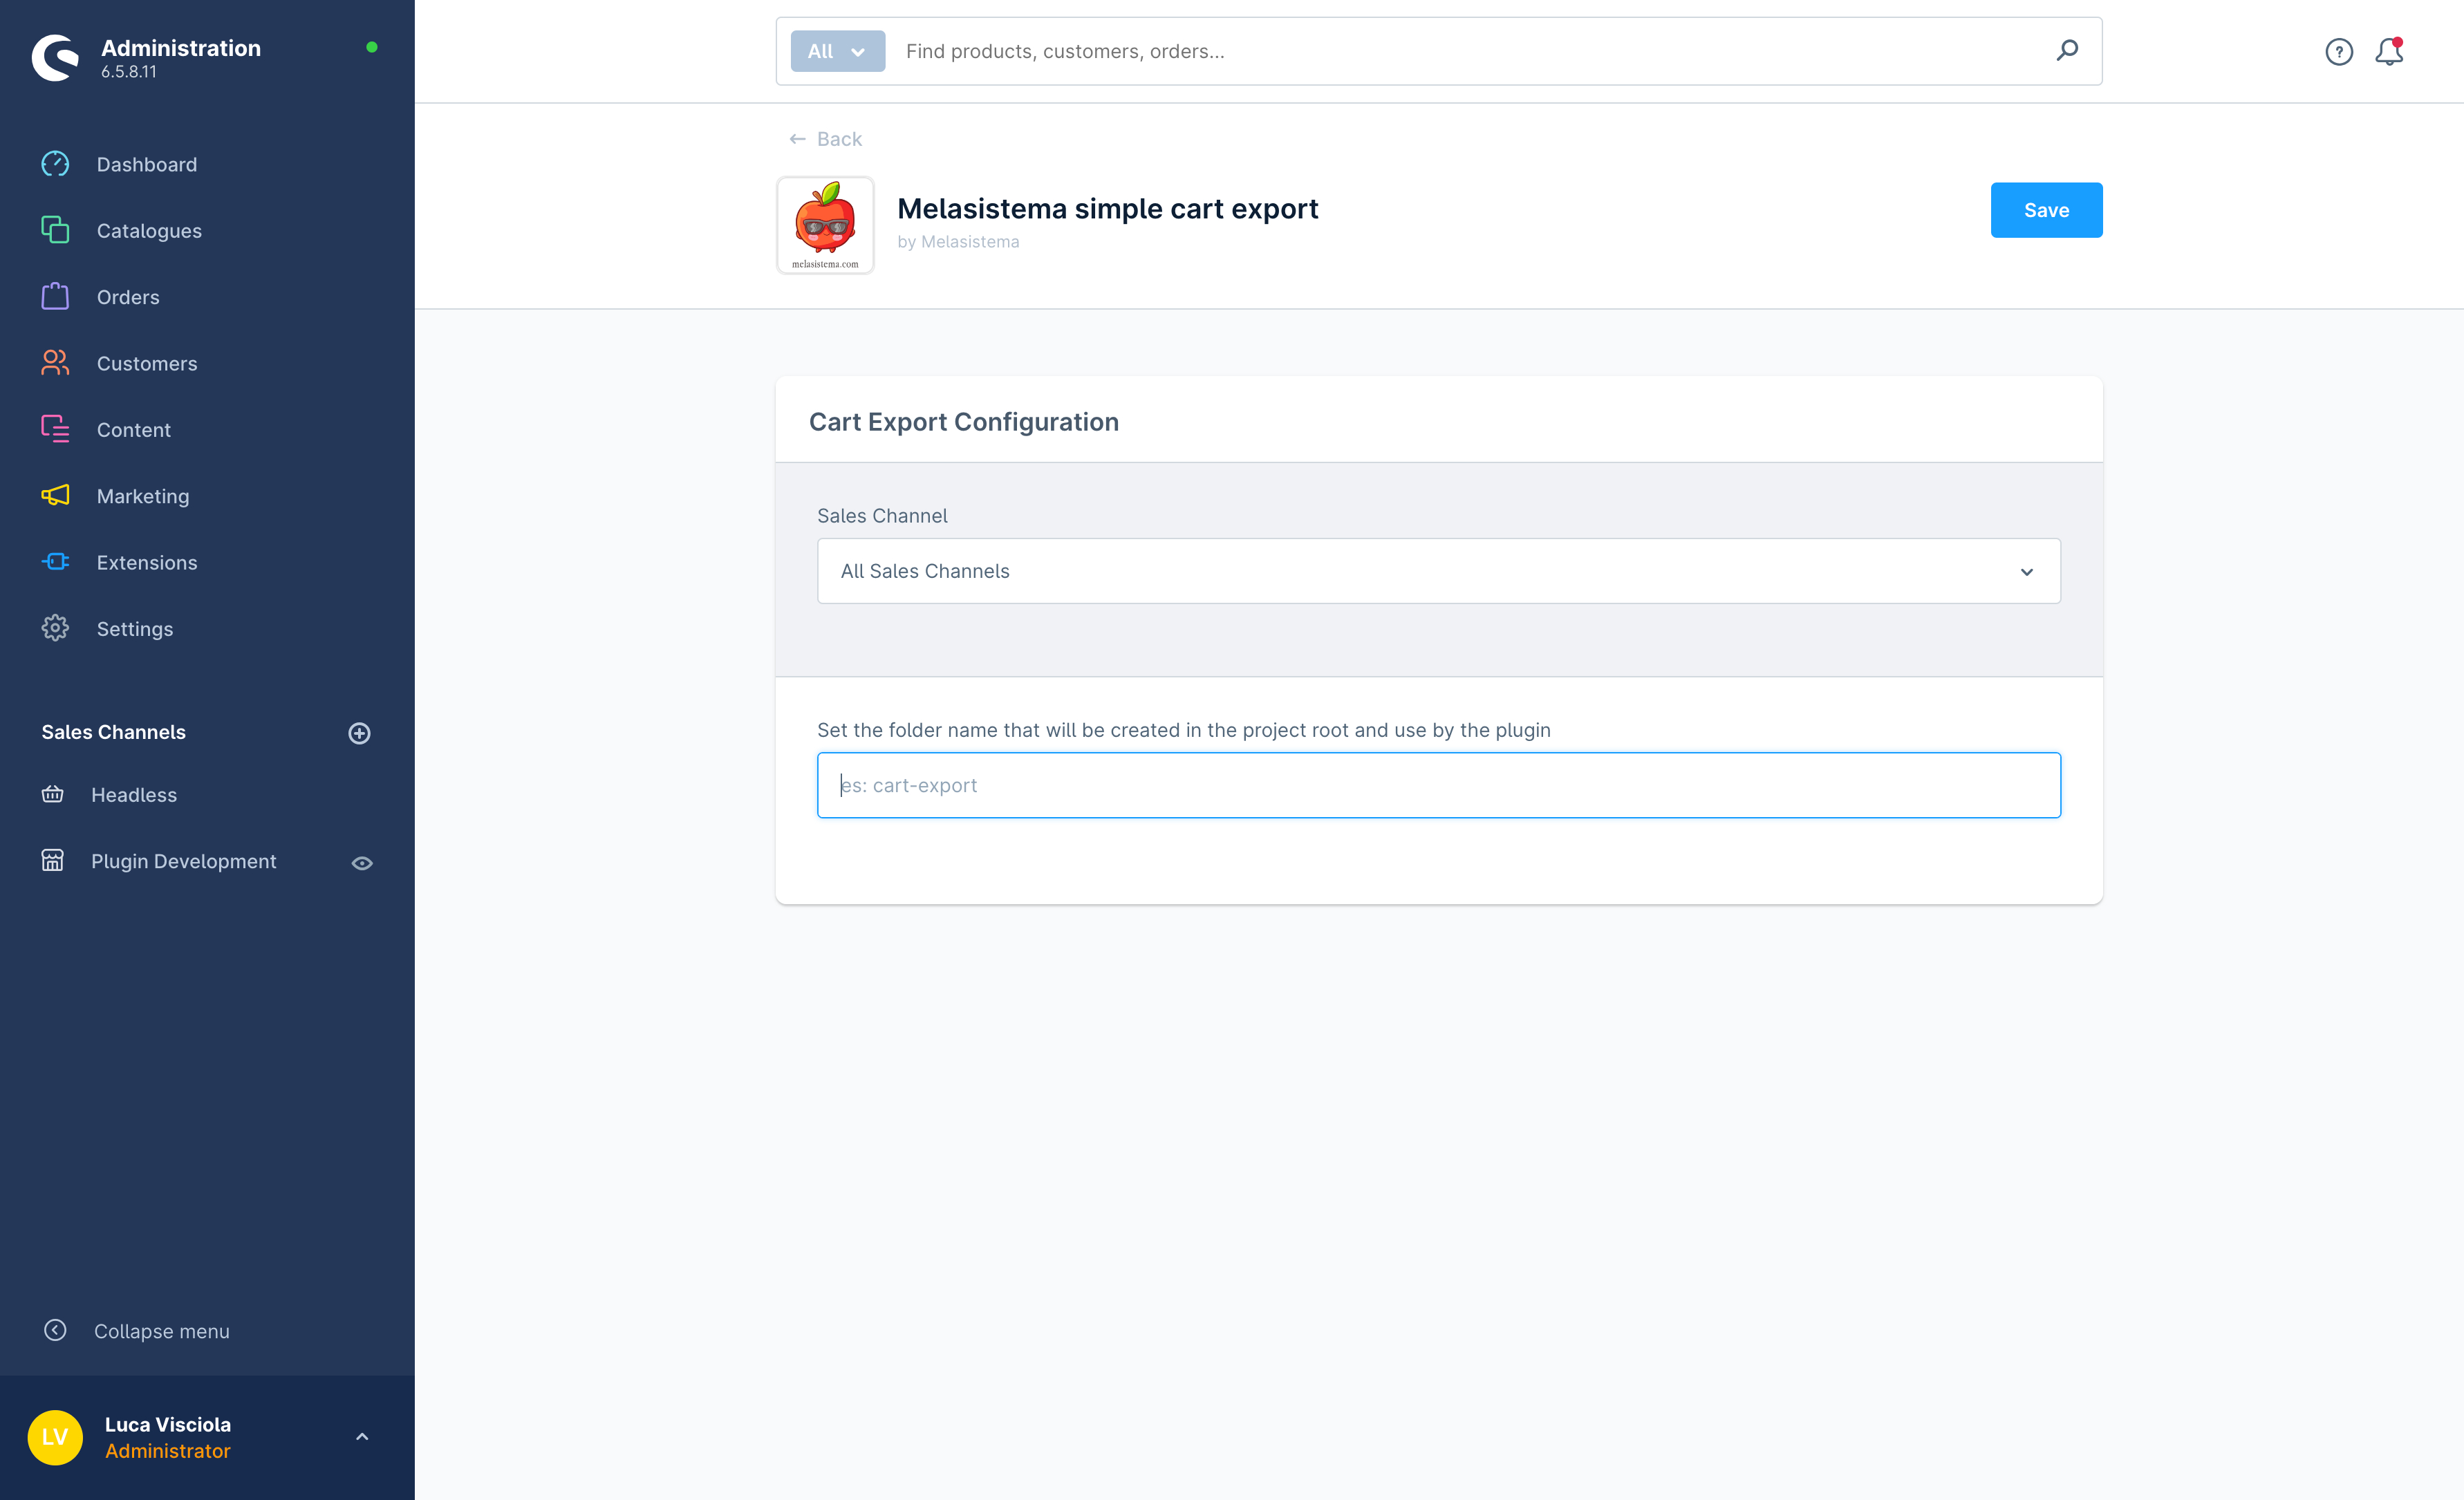 Administration
6.5.8.11
Dashboard
Catalogues
Orders
Customers
Content
Marketing
Extensions
Settings
Sales Channels
Headless
Plugin Development
Collapse menu
LV
Luca Visciola
Administrator
All
Find products, customers, orders...
?
Back
melasistema.com
Melasistema simple cart export
by Melasistema
Save
Cart Export Configuration
Sales Channel
All Sales Channels
Set the folder name that will be created in the project root and use by the plugin
es: cart-export